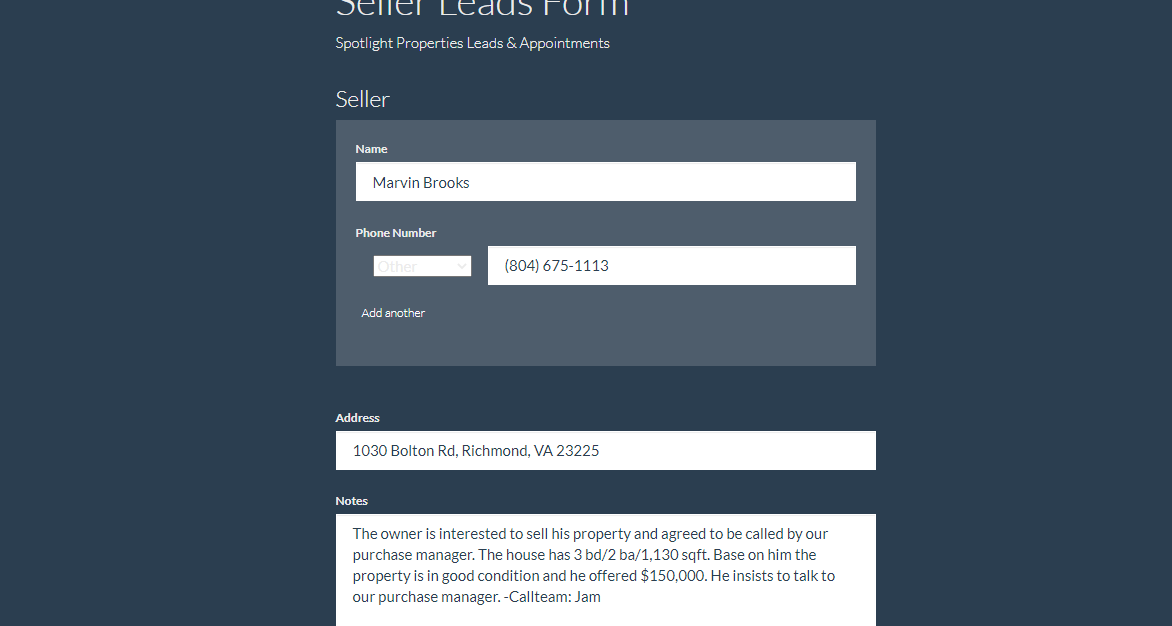 Seller Leads Form
Spotlight Properties Leads & Appointments
Seller
Name
Marvin Brooks
Phone Number
Other
(804) 675-1113
Add another
Address
1030 Bolton Rd, Richmond, VA 23225
Notes
The owner is interested to sell his property and agreed to be called by our
purchase manager. The house has 3 bd/2 ba/1,130 sqft. Base on him the
property is in good condition and he offered $150,000. He insists to talk to
our purchase manager. -Callteam: Jam